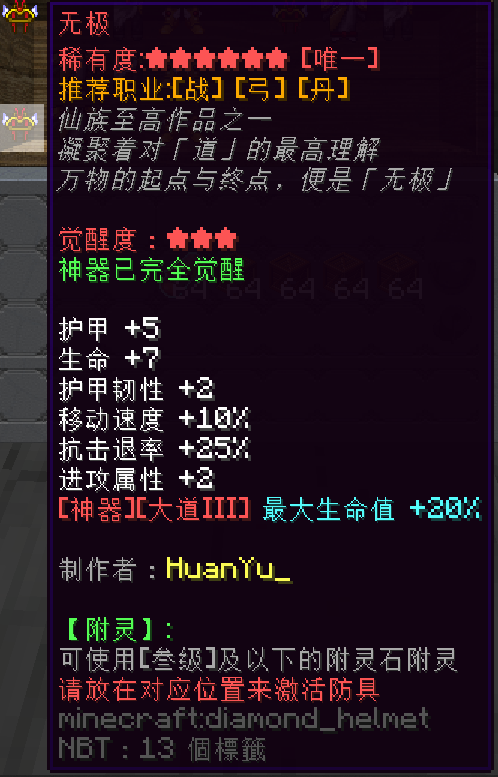 无极
稀有度:★★★★★★ [唯一]
推荐职业:[战] [弓] [丹]
仙族至高作品之一
凝聚着对「道」的最高理解
万物的起点与终点，便是「无极」
觉醒度：★★★
神器已完全觉醒
64 64 64 64
护甲 +5
生命 +7
护甲韧性 +2
移动速度 +10%
抗击退率 +25%
进攻属性 +2
[神器][大道III] 最大生命值 +20%
制作者：HuanYu_
【附灵】:
可使用[叁级]及以下的附灵石附灵
请放在对应位置来激活防具
minecraft:diamond_helmet
NBT：13 個標籤